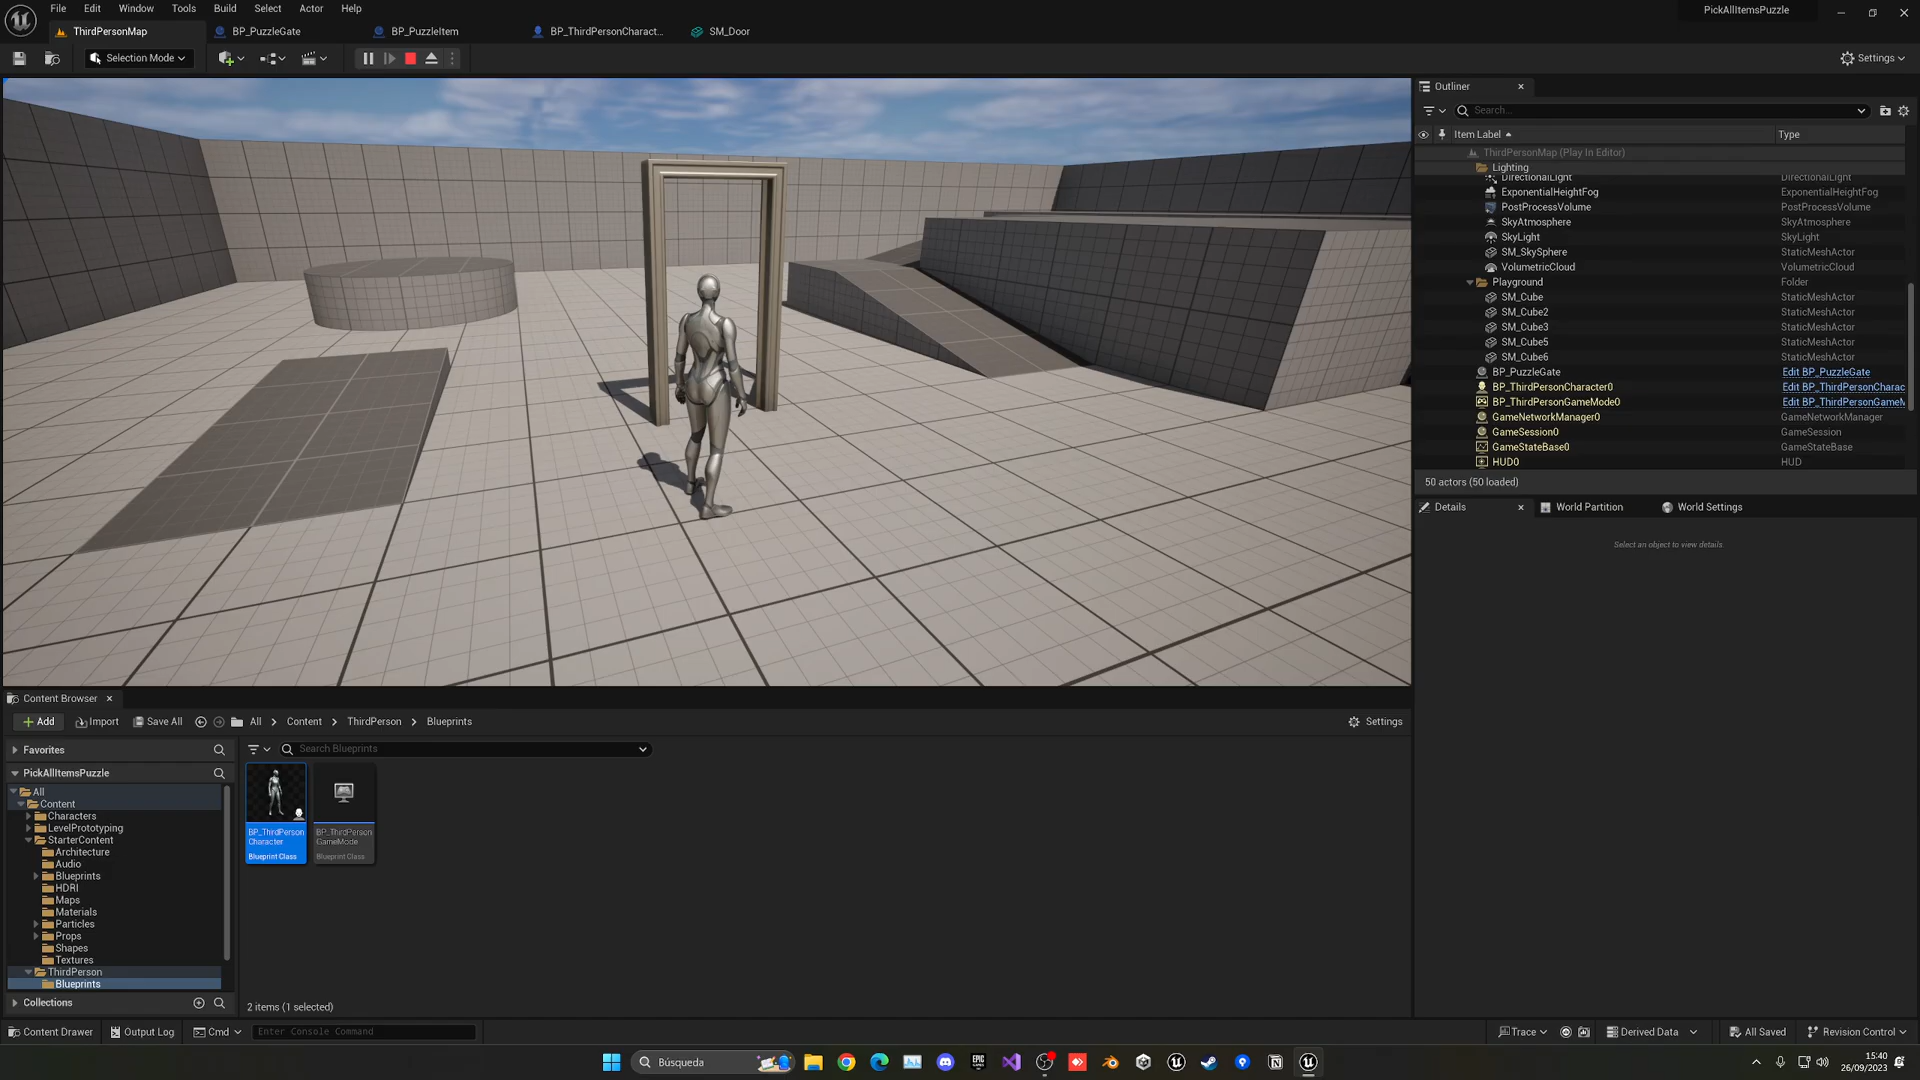 File Edit Window Tools Build Select Actor Help
PickAllItemsPuzzle
ThirdPersonMap BP_PuzzleGate BP_PuzzleItem BP_ThirdPersonCharact... SM_Door
Selection Mode
Settings
Outliner
Search...
Item Label Type
ThirdPersonMap (Play In Editor)
Lighting
DirectionalLight DirectionalLight
ExponentialHeightFog ExponentialHeightFog
PostProcessVolume PostProcessVolume
SkyAtmosphere SkyAtmosphere
SkyLight SkyLight
SM_SkySphere StaticMeshActor
VolumetricCloud VolumetricCloud
Playground Folder
SM_Cube StaticMeshActor
SM_Cube2 StaticMeshActor
SM_Cube3 StaticMeshActor
SM_Cube5 StaticMeshActor
SM_Cube6 StaticMeshActor
BP_PuzzleGate Edit BP_PuzzleGate
BP_ThirdPersonCharacter0 Edit BP_ThirdPersonCharac
BP_ThirdPersonGameMode0 Edit BP_ThirdPersonGameM
GameNetworkManager0 GameNetworkManager
GameSession0 GameSession
GameStateBase0 GameStateBase
HUD0 HUD
50 actors (50 loaded)
Details World Partition World Settings
Select an object to view details.
Content Browser
Add Import Save All All Content ThirdPerson Blueprints
Settings
Favorites
Search Blueprints
PickAllItemsPuzzle
All
Content
Characters
LevelPrototyping
StarterContent
Architecture
Audio
Blueprints
HDRI
Maps
Materials
Particles
Props
Shapes
Textures
ThirdPerson
Blueprints
Collections
BP_ThirdPerson
Character
Blueprint Class
BP_ThirdPerson
GameMode
Blueprint Class
2 items (1 selected)
Content Drawer Output Log Cmd Enter Console Command
Trace Derived Data All Saved Revision Control
Búsqueda
EPIC
GAMES
15:40
26/09/2023